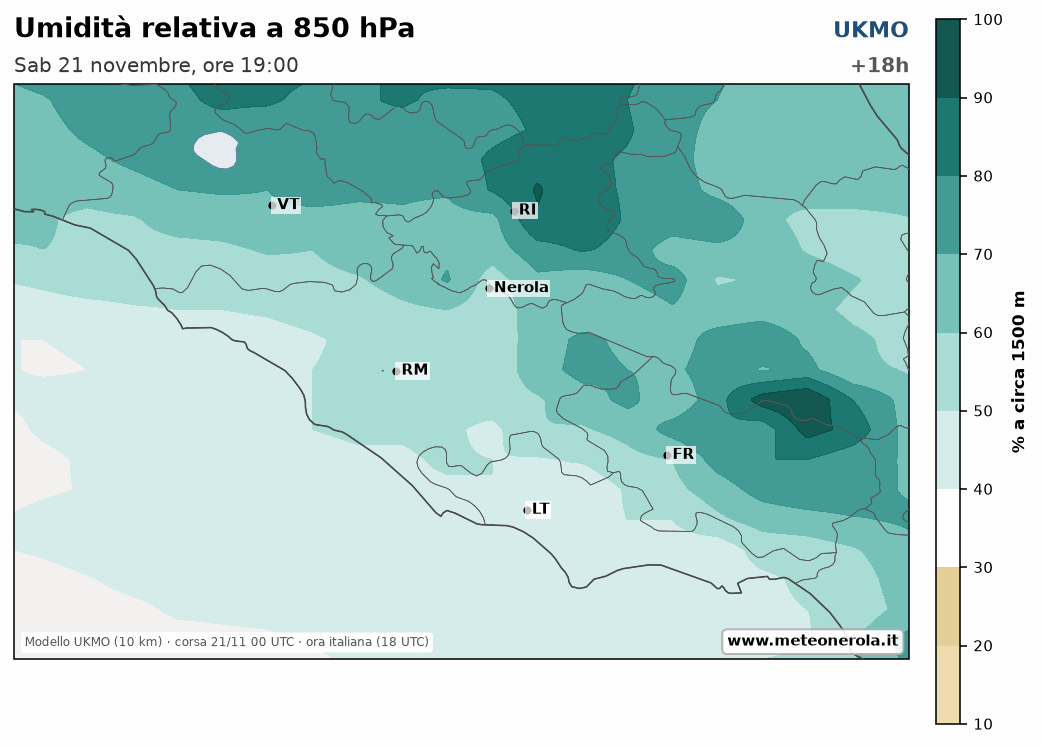 Umidità relativa a 850 hPa
UKMO
Sab 21 novembre, ore 19:00
+18h
VT
RI
Nerola
RM
FR
LT
Modello UKMO (10 km) · corsa 21/11 00 UTC · ora italiana (18 UTC)
www.meteonerola.it
100
90
80
70
60
50
40
30
20
10
% a circa 1500 m